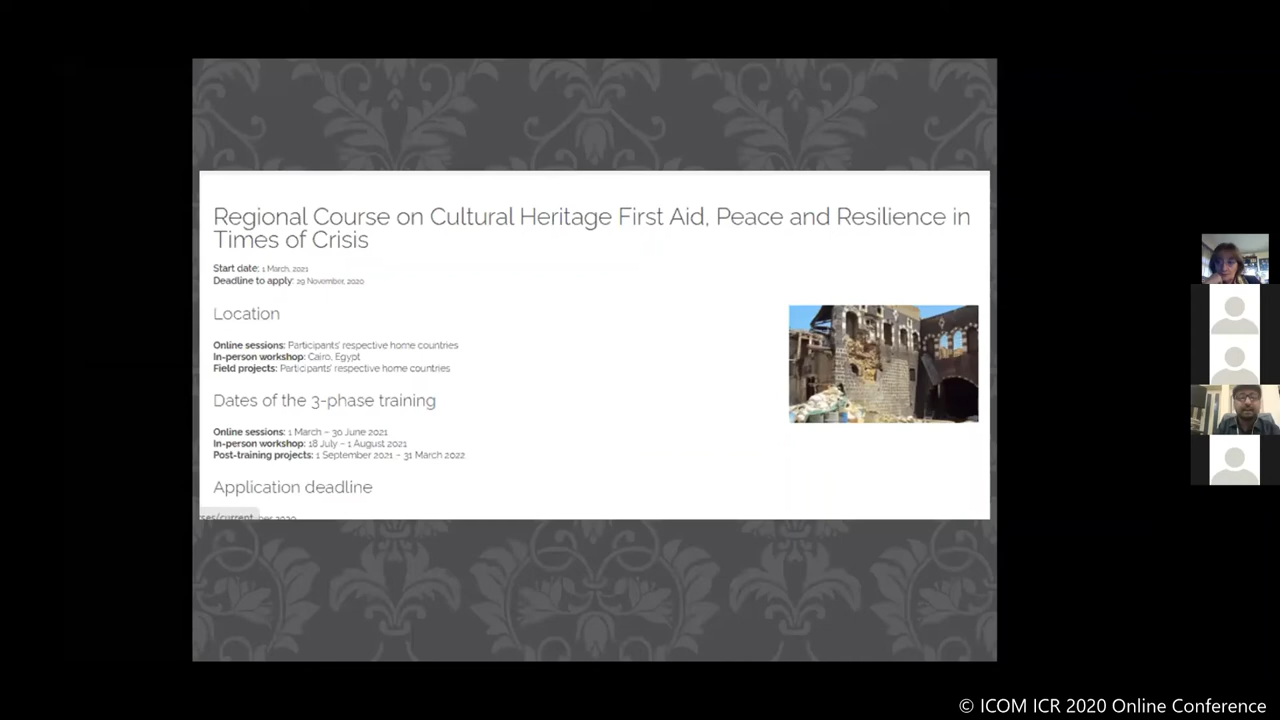 Regional Course on Cultural Heritage First Aid, Peace and Resilience in
Times of Crisis
Start date: 1 March, 2021
Deadline to apply: 29 November, 2020
Location
Online sessions: Participants' respective home countries
In-person workshop: Cairo, Egypt
Field projects: Participants' respective home countries
Dates of the 3-phase training
Online sessions: 1 March – 30 June 2021
In-person workshop: 18 July – 1 August 2021
Post-training projects: 1 September 2021 – 31 March 2022
Application deadline
2020
© ICOM ICR 2020 Online Conference